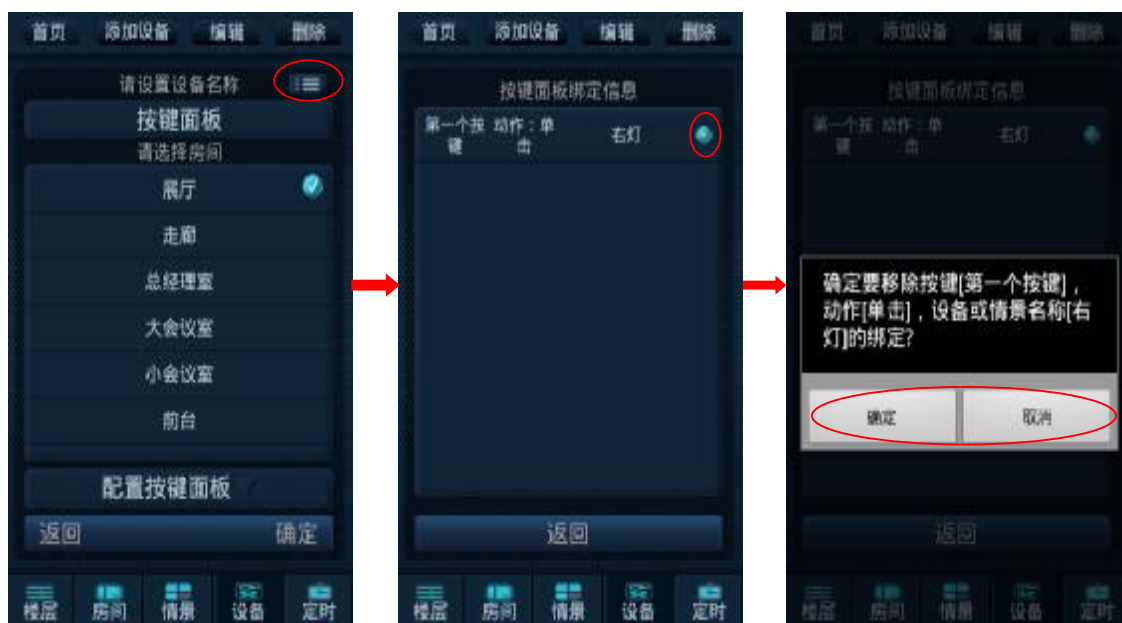 首页 添加设备 编辑 删除
请设置设备名称
按键面板
请选择房间
展厅
走廊
总经理室
大会议室
小会议室
前台
配置按键面板
返回 确定
楼层 房间 情景 设备 定时
首页 添加设备 编辑 删除
按键面板绑定信息
第一个按 动作：单 右灯
键 击
返回
楼层 房间 情景 设备 定时
首页 添加设备 编辑 删除
按键面板绑定信息
第一个按 动作：单 右灯
键 击
确定要移除按键[第一个按键]，
动作[单击]，设备或情景名称[右
灯]的绑定?
确定 取消
返回
楼层 房间 情景 设备 定时